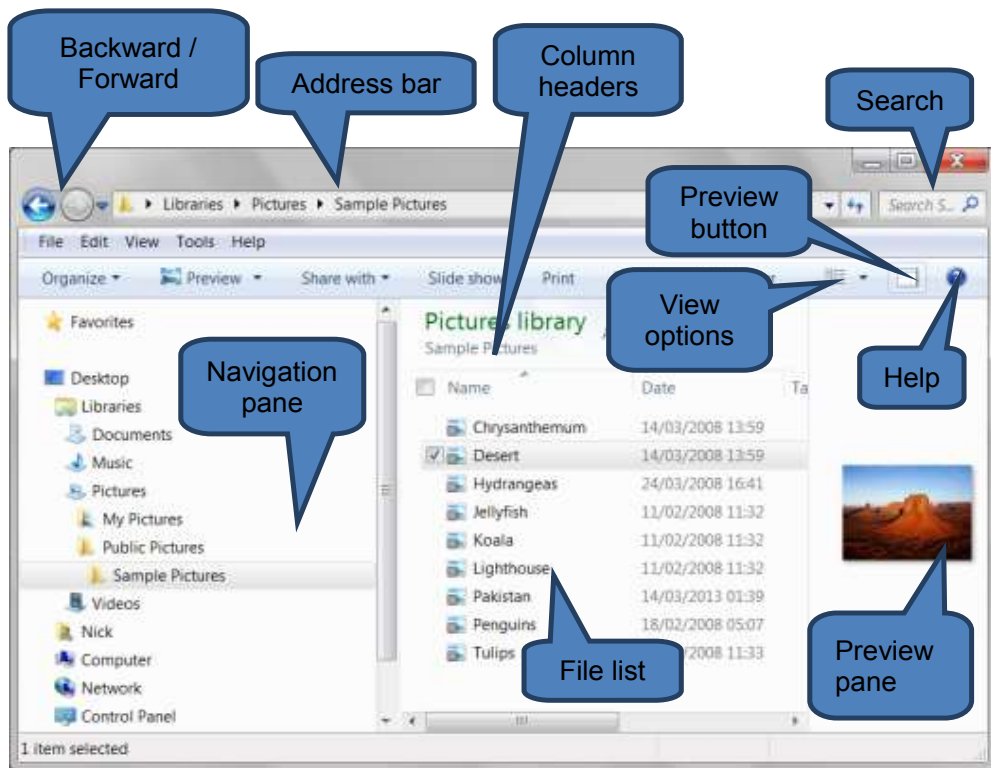 Backward /
Forward
Address bar
Column
headers
Search
Libraries Pictures Sample Pictures
Preview
button
Search S...
File Edit View Tools Help
Organize Preview Share with Slide show Print
View
options
Help
Favorites
Pictures library
Sample Pictures
Navigation
pane
Desktop
Libraries
Documents
Music
Pictures
My Pictures
Public Pictures
Sample Pictures
Videos
Nick
Computer
Network
Control Panel
Name Date Ta
Chrysanthemum 14/03/2008 13:59
Desert 14/03/2008 13:59
Hydrangeas 24/03/2008 16:41
Jellyfish 11/02/2008 11:32
Koala 11/02/2008 11:32
Lighthouse 11/02/2008 11:32
Pakistan 14/03/2013 01:39
Penguins 18/02/2008 05:07
Tulips /2008 11:33
File list
Preview
pane
1 item selected